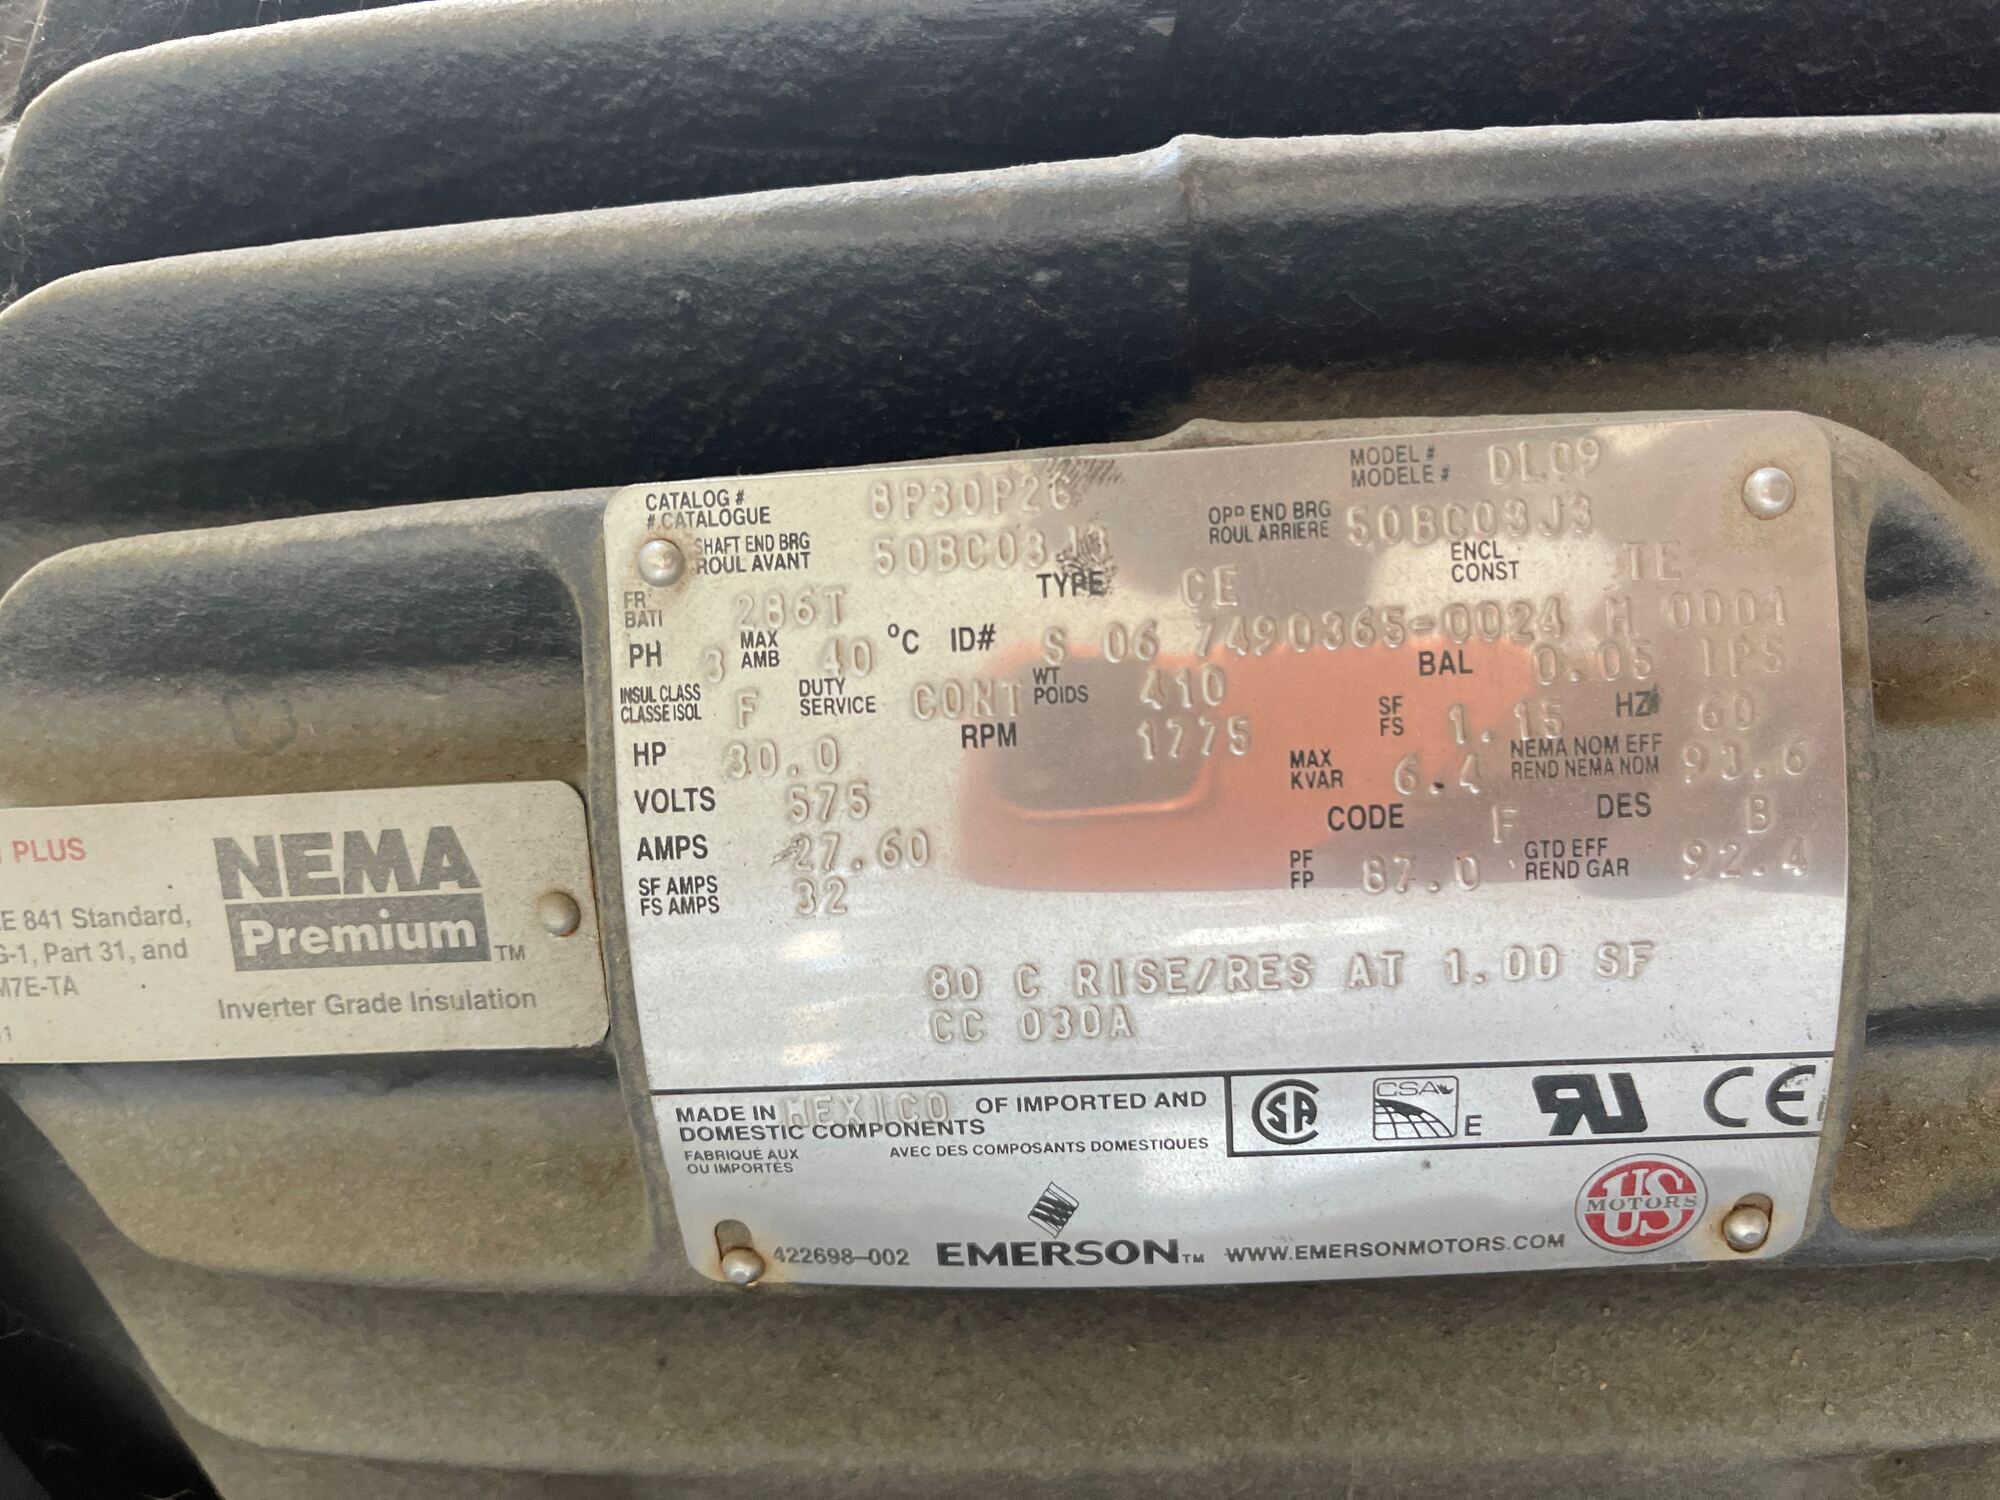 CATALOG # 8P30P2G MODEL # DL09
# CATALOGUE MODELE #
SHAFT END BRG 50BC03J3 OPP END BRG 50BC03J3
ROUL AVANT ROUL ARRIERE
FR 286T TYPE CE ENCL TE
BATI CONST
PH 3 MAX AMB 40 °C ID# S 06 7490365-0024 M 0001
INSUL CLASS F DUTY CONT WT 410 BAL 0.05 IPS
CLASSE ISOL SERVICE POIDS
HP 30.0 RPM 1775 SF 1.15 HZ 60
FS
VOLTS 575 MAX KVAR 6.4 NEMA NOM EFF 93.6
REND NEMA NOM
AMPS 27.60 CODE F DES B
SF AMPS 32 PF 87.0 GTD EFF 92.4
FS AMPS FP REND GAR
80 C RISE/RES AT 1.00 SF
CC 030A
MADE IN MEXICO OF IMPORTED AND
DOMESTIC COMPONENTS
FABRIQUE AUX AVEC DES COMPOSANTS DOMESTIQUES
OU IMPORTES
SA CSA E RU CE
422698-002 EMERSON™ WWW.EMERSONMOTORS.COM US MOTORS
PLUS
E 841 Standard,
G-1, Part 31, and
M7E-TA
NEMA
Premium™
Inverter Grade Insulation